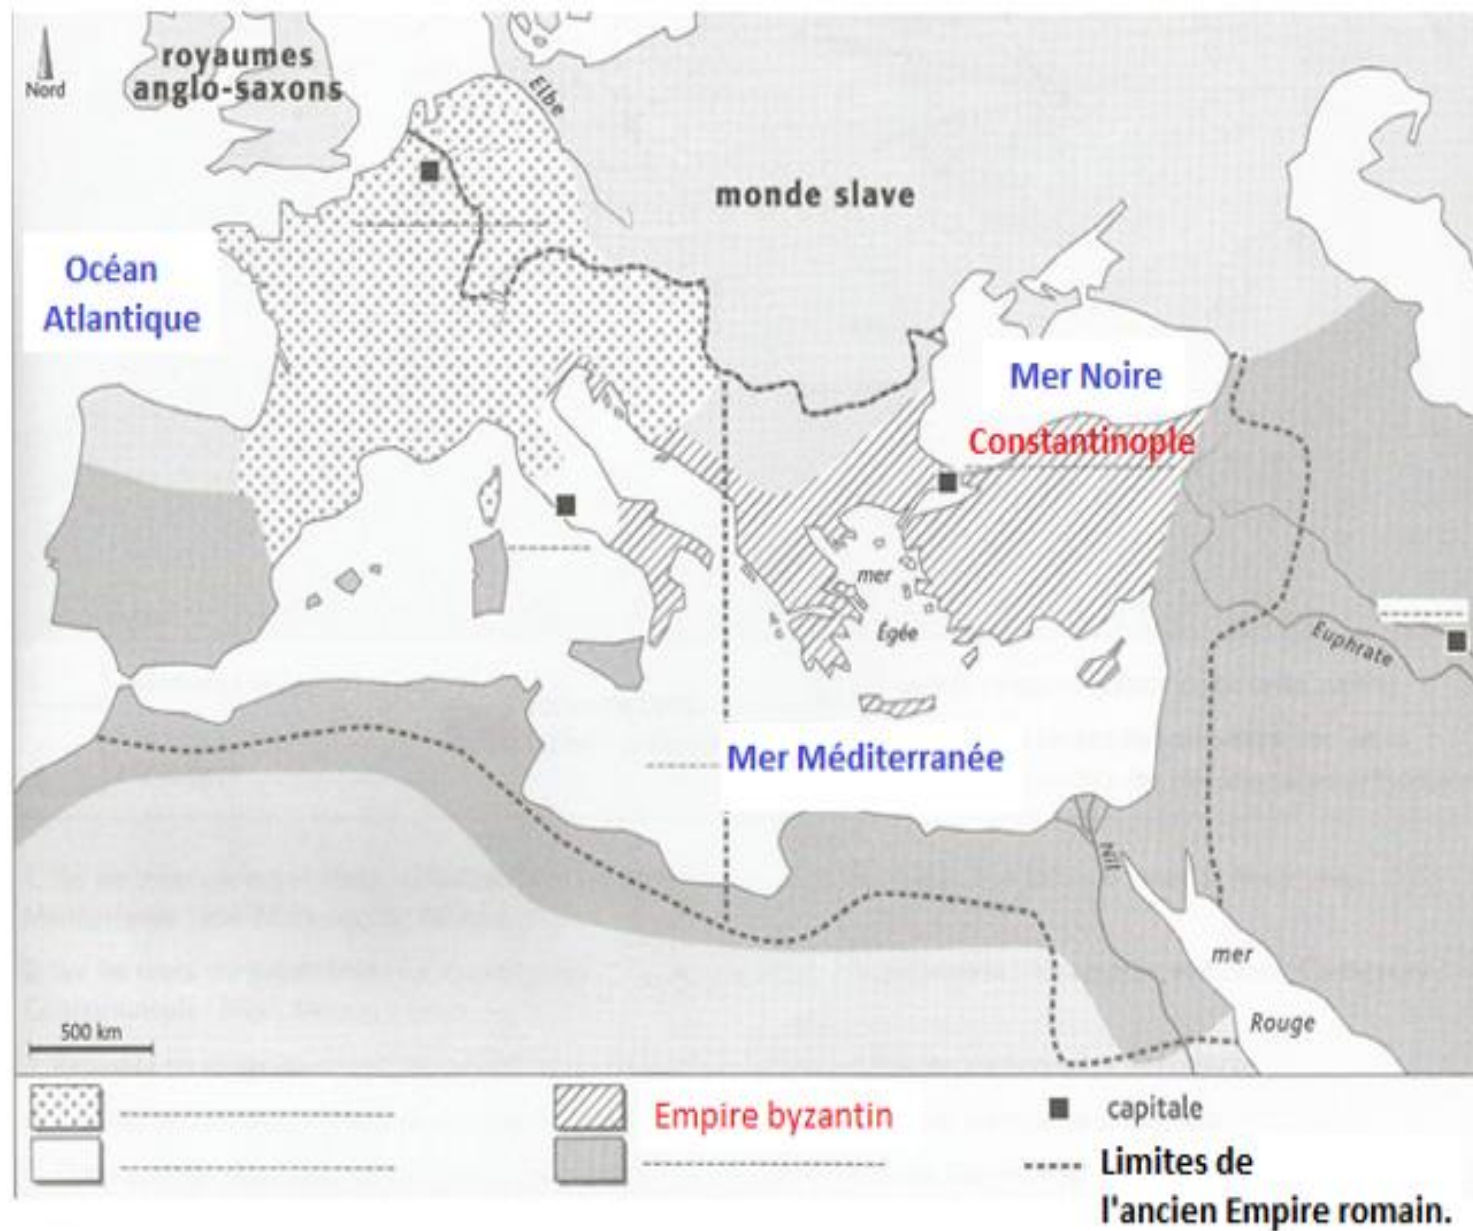 Nord
royaumes
anglo-saxons
Elbe
monde slave
Océan
Atlantique
Mer Noire
Constantinople
mer
Égée
Euphrate
Mer Méditerranée
Nil
mer
Rouge
500 km
Empire byzantin
capitale
Limites de
l'ancien Empire romain.